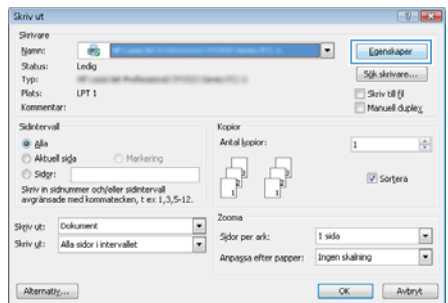 Skriv ut
Skrivare
Namn:
Egenskaper
Status: Ledig
Typ:
Sök skrivare...
Plats: LPT 1
Skriv till fil
Kommentar:
Manuell duplex
Sidintervall
Alla
Aktuell sida Markering
Sidor:
Skriv in sidnummer och/eller sidintervall
avgränsade med kommatecken, t ex 1,3,5-12.
Kopior
Antal kopior: 1
Sortera
Skriv ut: Dokument
Skriv ut: Alla sidor i intervallet
Zooma
Sidor per ark: 1 sida
Anpassa efter papper: Ingen skalning
Alternativ...
OK
Avbryt